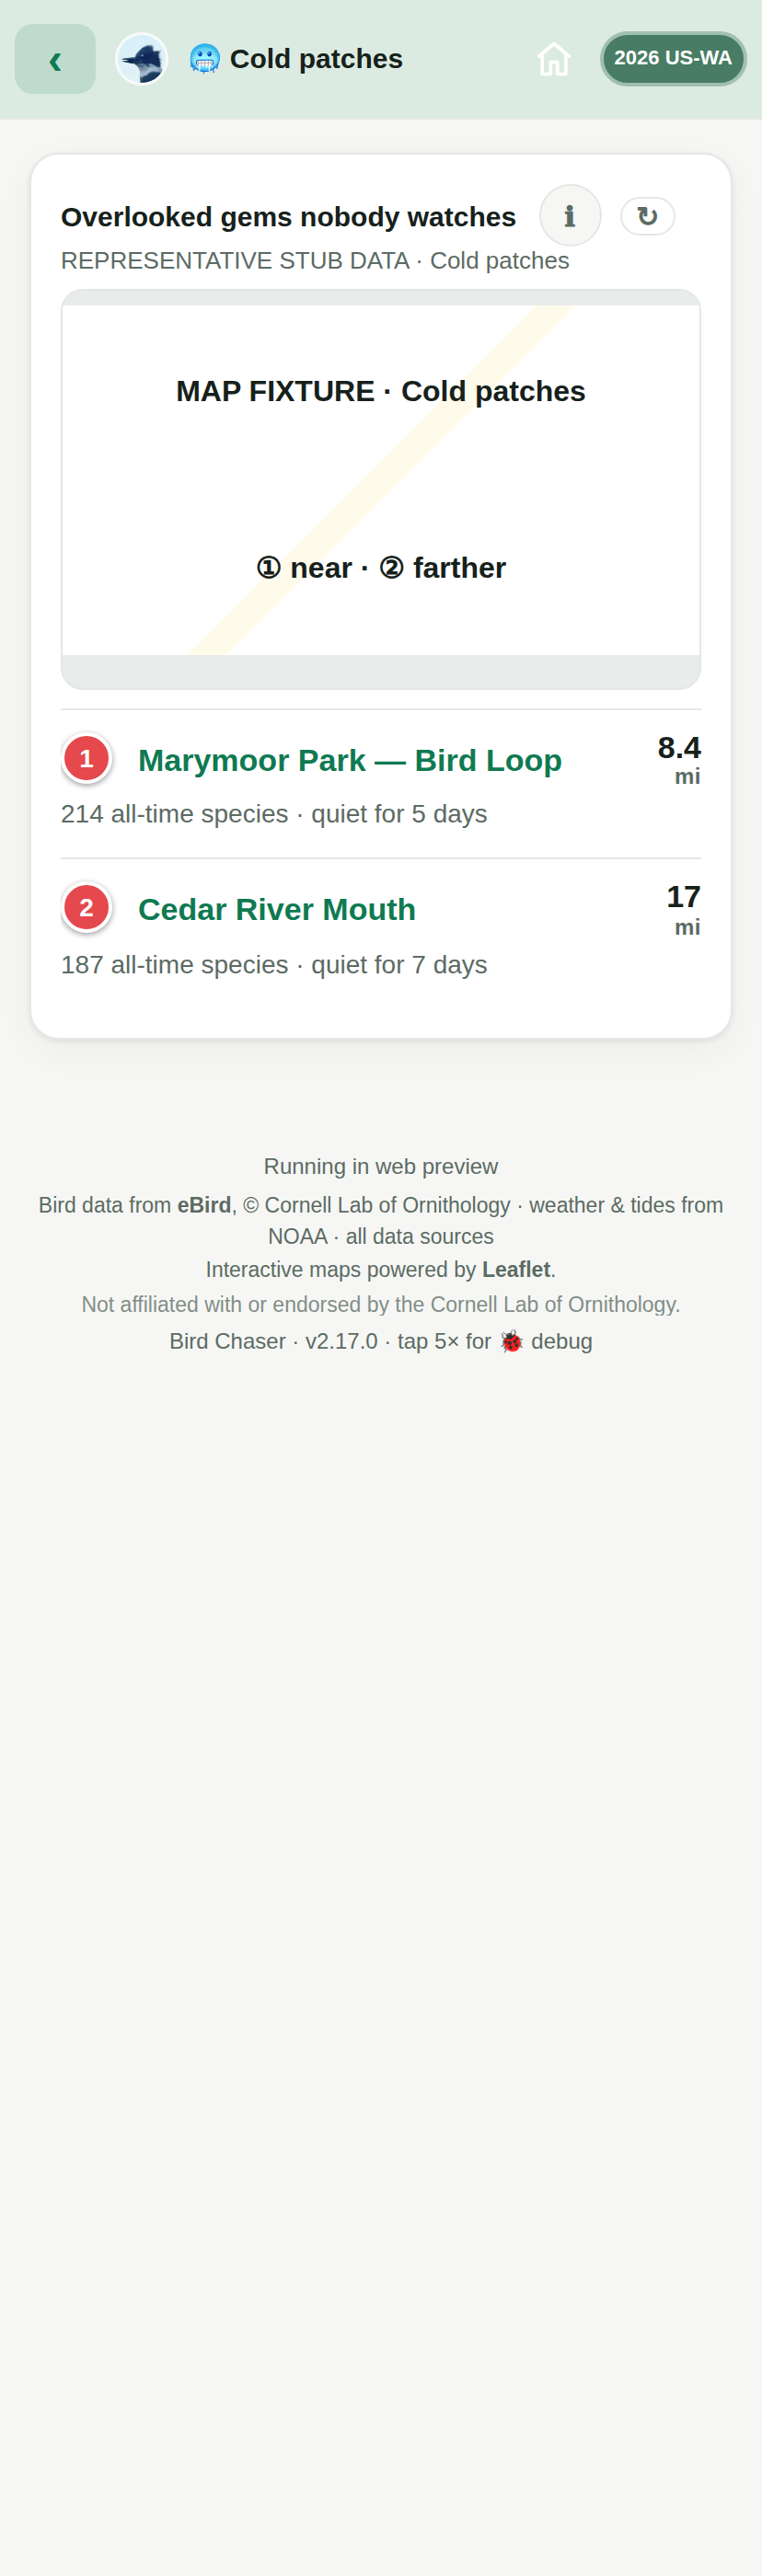 ‹ 🥶 Cold patches 2026 US-WA
Overlooked gems nobody watches ℹ ↻
REPRESENTATIVE STUB DATA · Cold patches
MAP FIXTURE · Cold patches
① near · ② farther
1 Marymoor Park — Bird Loop 8.4 mi
214 all-time species · quiet for 5 days
2 Cedar River Mouth 17 mi
187 all-time species · quiet for 7 days
Running in web preview
Bird data from eBird, © Cornell Lab of Ornithology · weather & tides from
NOAA · all data sources
Interactive maps powered by Leaflet.
Not affiliated with or endorsed by the Cornell Lab of Ornithology.
Bird Chaser · v2.17.0 · tap 5× for 🐞 debug